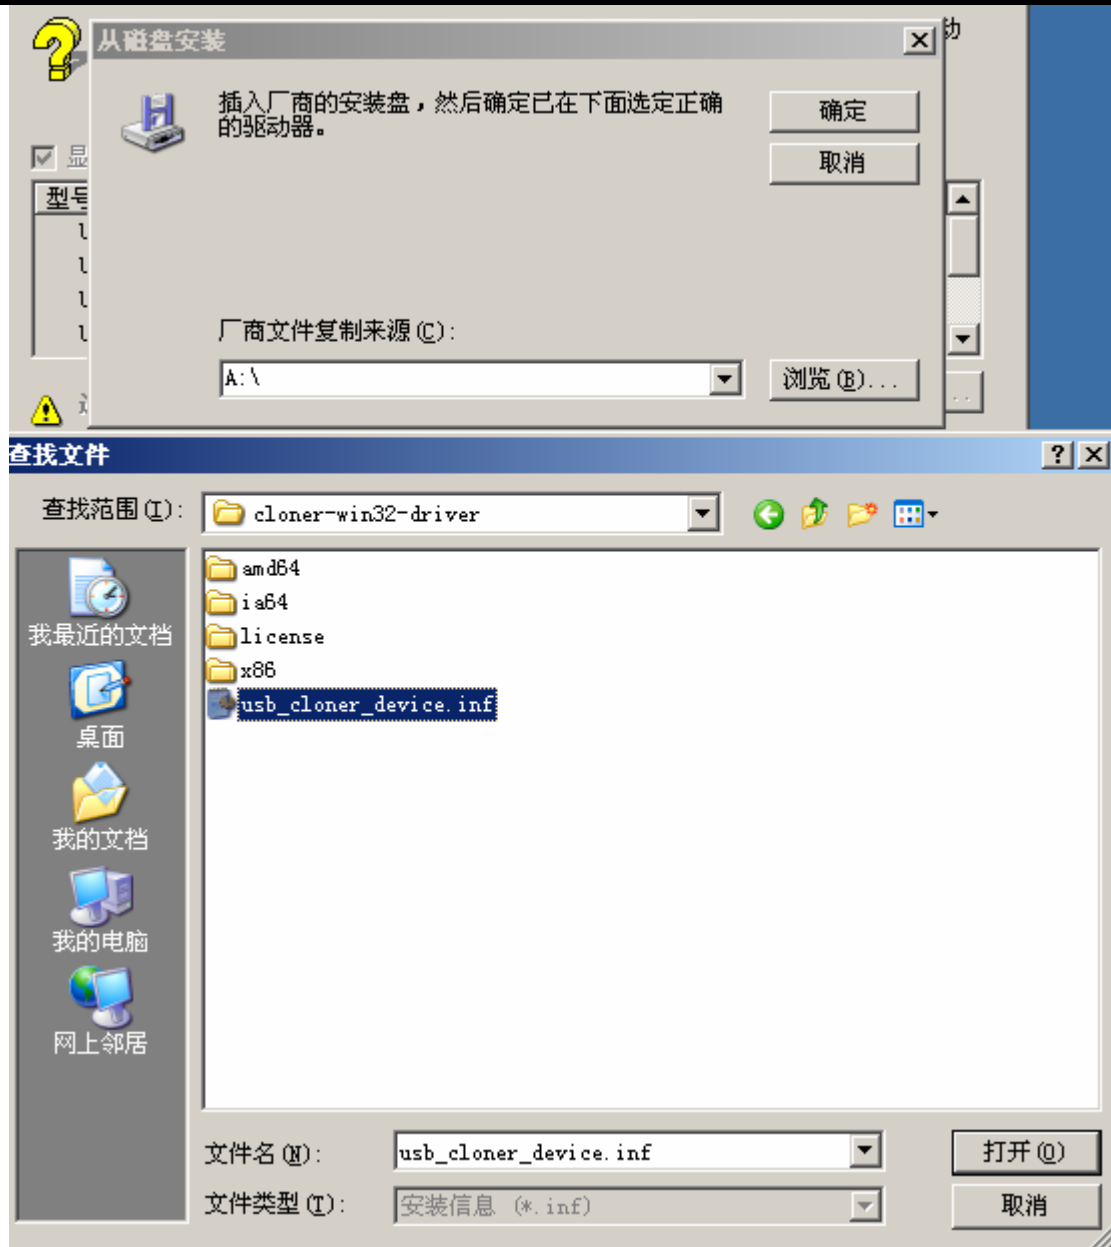 从磁盘安装
插入厂商的安装盘，然后确定已在下面选定正确
的驱动器。
确定
取消
显
型号
厂商文件复制来源(C):
A:\
浏览(B)...
查找文件
查找范围(I):
cloner-win32-driver
amd64
ia64
license
x86
usb_cloner_device.inf
我最近的文档
桌面
我的文档
我的电脑
网上邻居
文件名(N):
usb_cloner_device.inf
打开(O)
文件类型(T):
安装信息 (*.inf)
取消